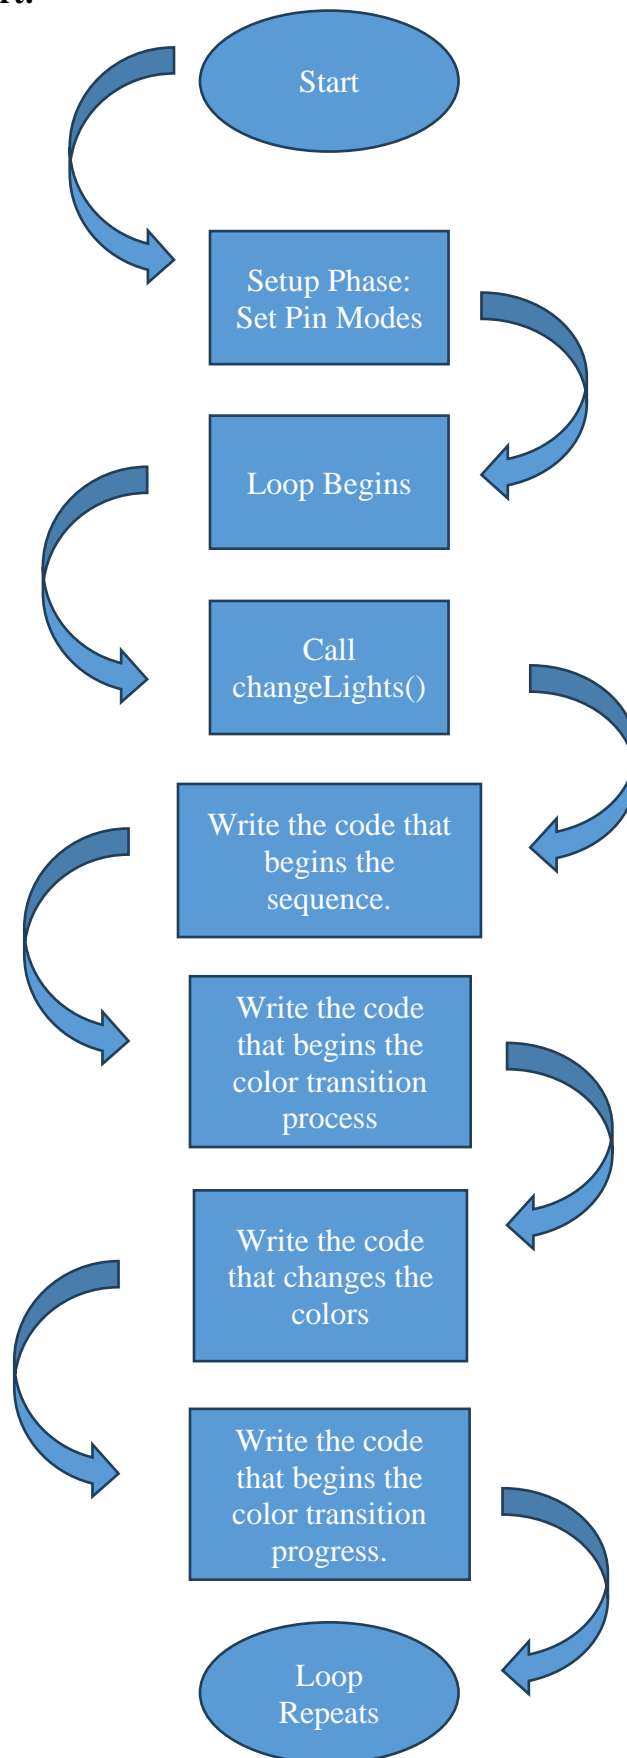 Start
Setup Phase:
Set Pin Modes
Loop Begins
Call
changeLights()
Write the code that
begins the
sequence.
Write the code
that begins the
color transition
process
Write the code
that changes the
colors
Write the code
that begins the
color transition
progress.
Loop
Repeats